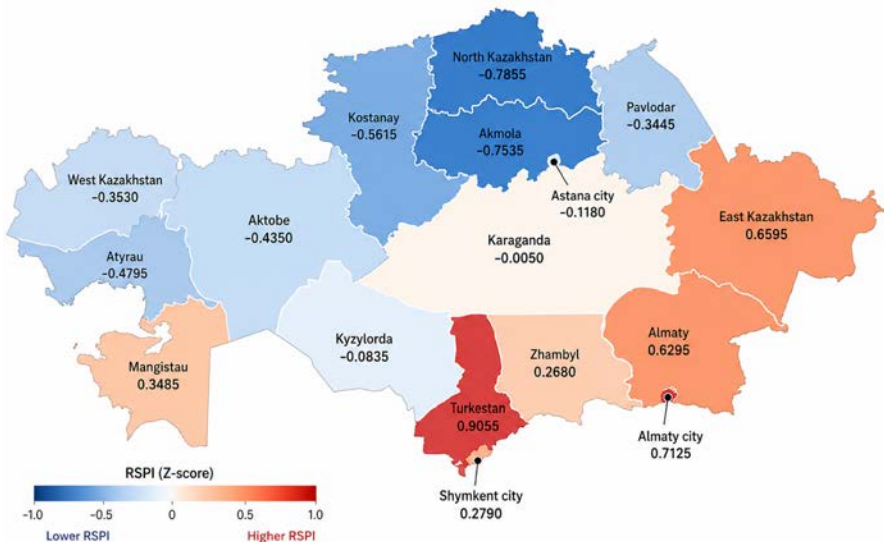 North Kazakhstan
−0.7855
Pavlodar
−0.3445
Kostanay
−0.5615
Akmola
−0.7535
West Kazakhstan
−0.3530
Astana city
−0.1180
Aktobe
−0.4350
East Kazakhstan
0.6595
Karaganda
−0.0050
Atyrau
−0.4795
Kyzylorda
−0.0835
Almaty
0.6295
Zhambyl
0.2680
Mangistau
0.3485
Turkestan
0.9055
Almaty city
0.7125
RSPI (Z-score)
-1.0 −0.5 0 0.5 1.0
Lower RSPI Higher RSPI
Shymkent city
0.2790